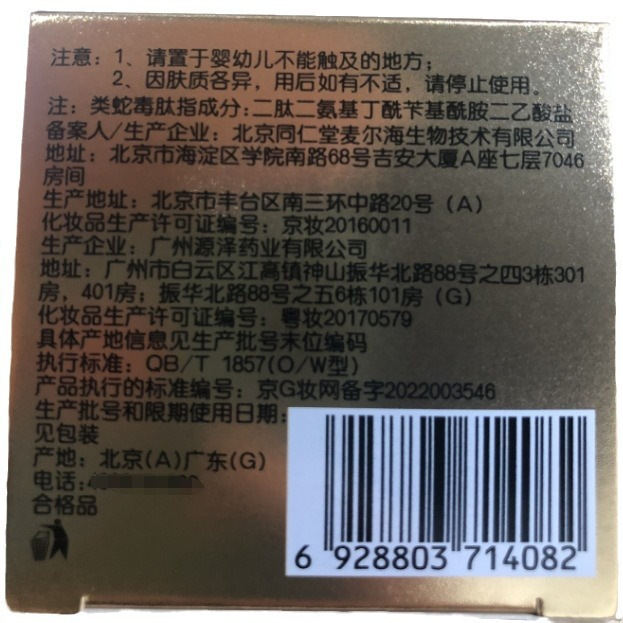 注意：1、请置于婴幼儿不能触及的地方；
2、因肤质各异，用后如有不适，请停止使用。
注：类蛇毒肽指成分:二肽二氨基丁酰苄基酰胺二乙酸盐
备案人/生产企业：北京同仁堂麦尔海生物技术有限公司
地址：北京市海淀区学院南路68号吉安大厦A座七层7046
房间
生产地址：北京市丰台区南三环中路20号（A）
化妆品生产许可证编号：京妆20160011
生产企业：广州源泽药业有限公司
地址：广州市白云区江高镇神山振华北路88号之四3栋301
房，401房；振华北路88号之五6栋101房（G）
化妆品生产许可证编号：粤妆20170579
具体产地信息见生产批号末位编码
执行标准：QB/T 1857(O/W型)
产品执行的标准编号：京G妆网备字2022003546
生产批号和限期使用日期:
见包装
产地：北京(A)广东(G)
电话:
合格品
6 928803 714082